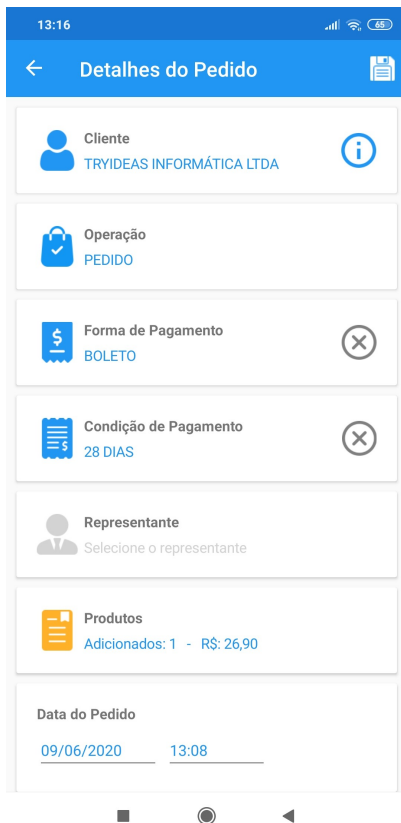 13:16
65
Detalhes do Pedido
Cliente
TRYIDEAS INFORMÁTICA LTDA
Operação
PEDIDO
Forma de Pagamento
BOLETO
Condição de Pagamento
28 DIAS
Representante
Selecione o representante
Produtos
Adicionados: 1 - R$: 26,90
Data do Pedido
09/06/2020 13:08